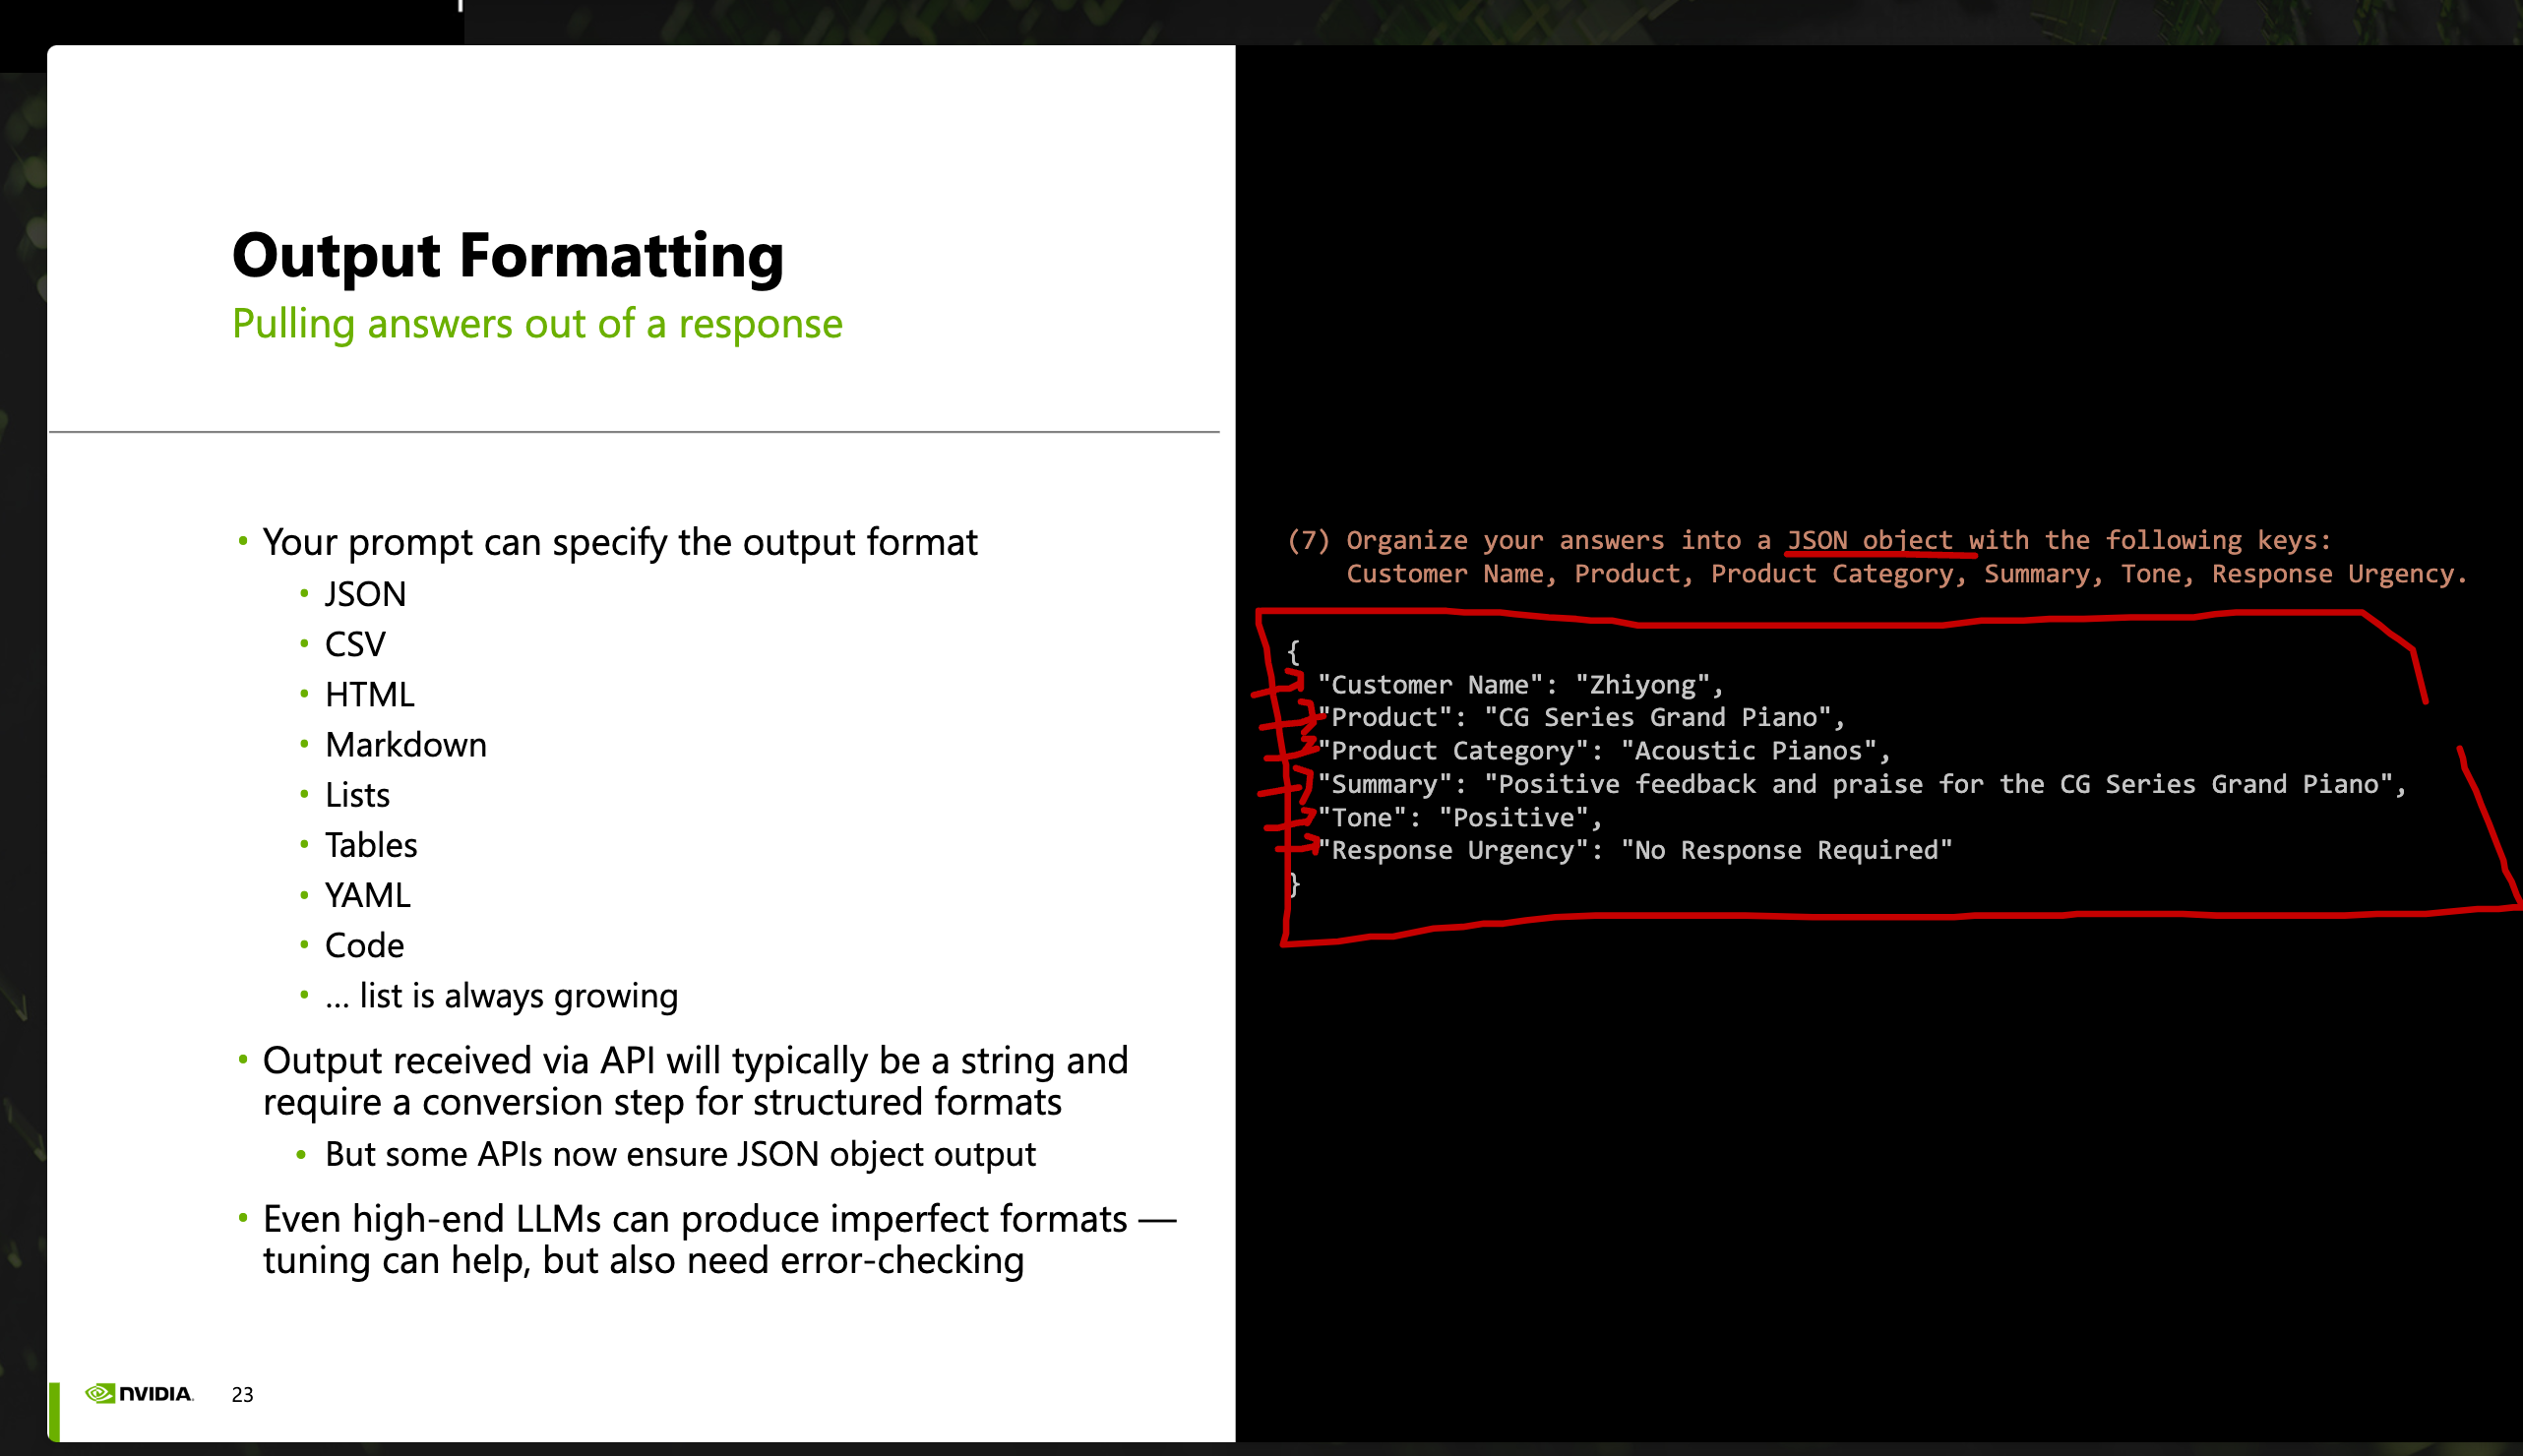 Output Formatting
Pulling answers out of a response
• Your prompt can specify the output format
• JSON
• CSV
• HTML
• Markdown
• Lists
• Tables
• YAML
• Code
• ... list is always growing
• Output received via API will typically be a string and
require a conversion step for structured formats
• But some APIs now ensure JSON object output
• Even high-end LLMs can produce imperfect formats —
tuning can help, but also need error-checking
NVIDIA. 23
(7) Organize your answers into a JSON object with the following keys:
Customer Name, Product, Product Category, Summary, Tone, Response Urgency.
{
"Customer Name": "Zhiyong",
"Product": "CG Series Grand Piano",
"Product Category": "Acoustic Pianos",
"Summary": "Positive feedback and praise for the CG Series Grand Piano",
"Tone": "Positive",
"Response Urgency": "No Response Required"
}